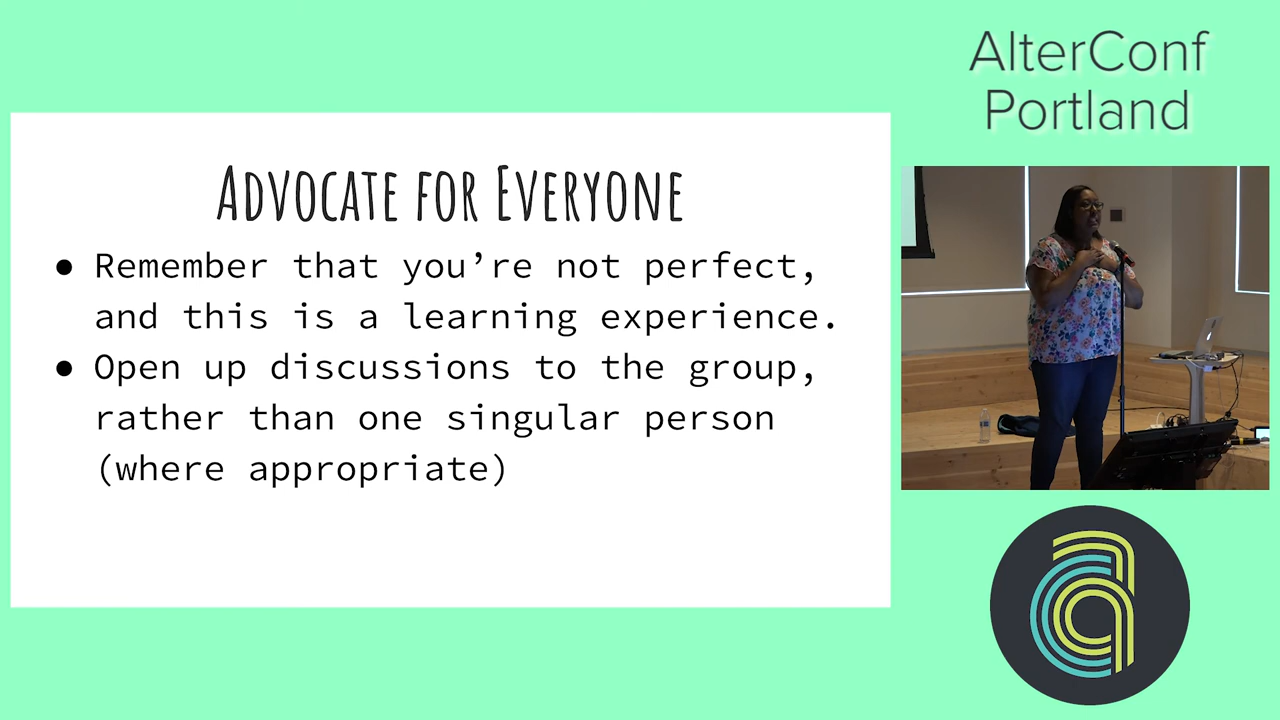 AlterConf
Portland
Advocate for Everyone
● Remember that you're not perfect,
and this is a learning experience.
● Open up discussions to the group,
rather than one singular person
(where appropriate)